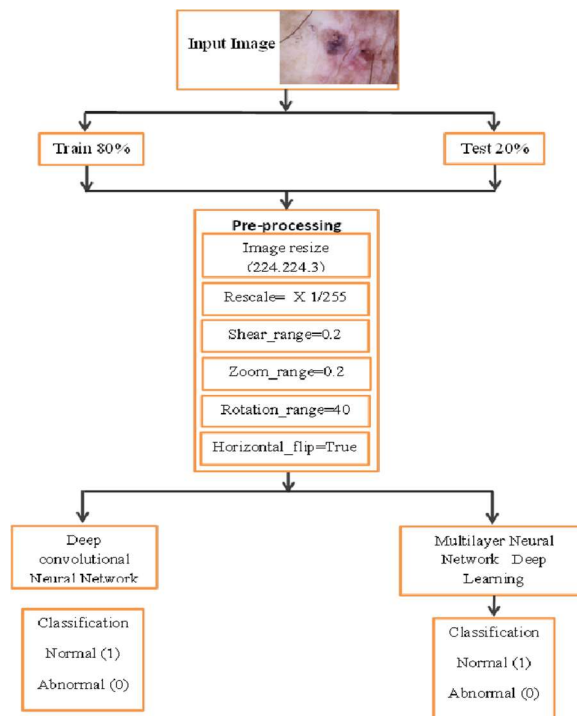 Input Image
Train 80%
Test 20%
Pre-processing
Image resize
(224.224.3)
Rescale= X 1/255
Shear_range=0.2
Zoom_range=0.2
Rotation_range=40
Horizontal_flip=True
Deep
convolutional
Neural Network
Multilayer Neural
Network Deep
Learning
Classification
Normal (1)
Abnormal (0)
Classification
Normal (1)
Abnormal (0)